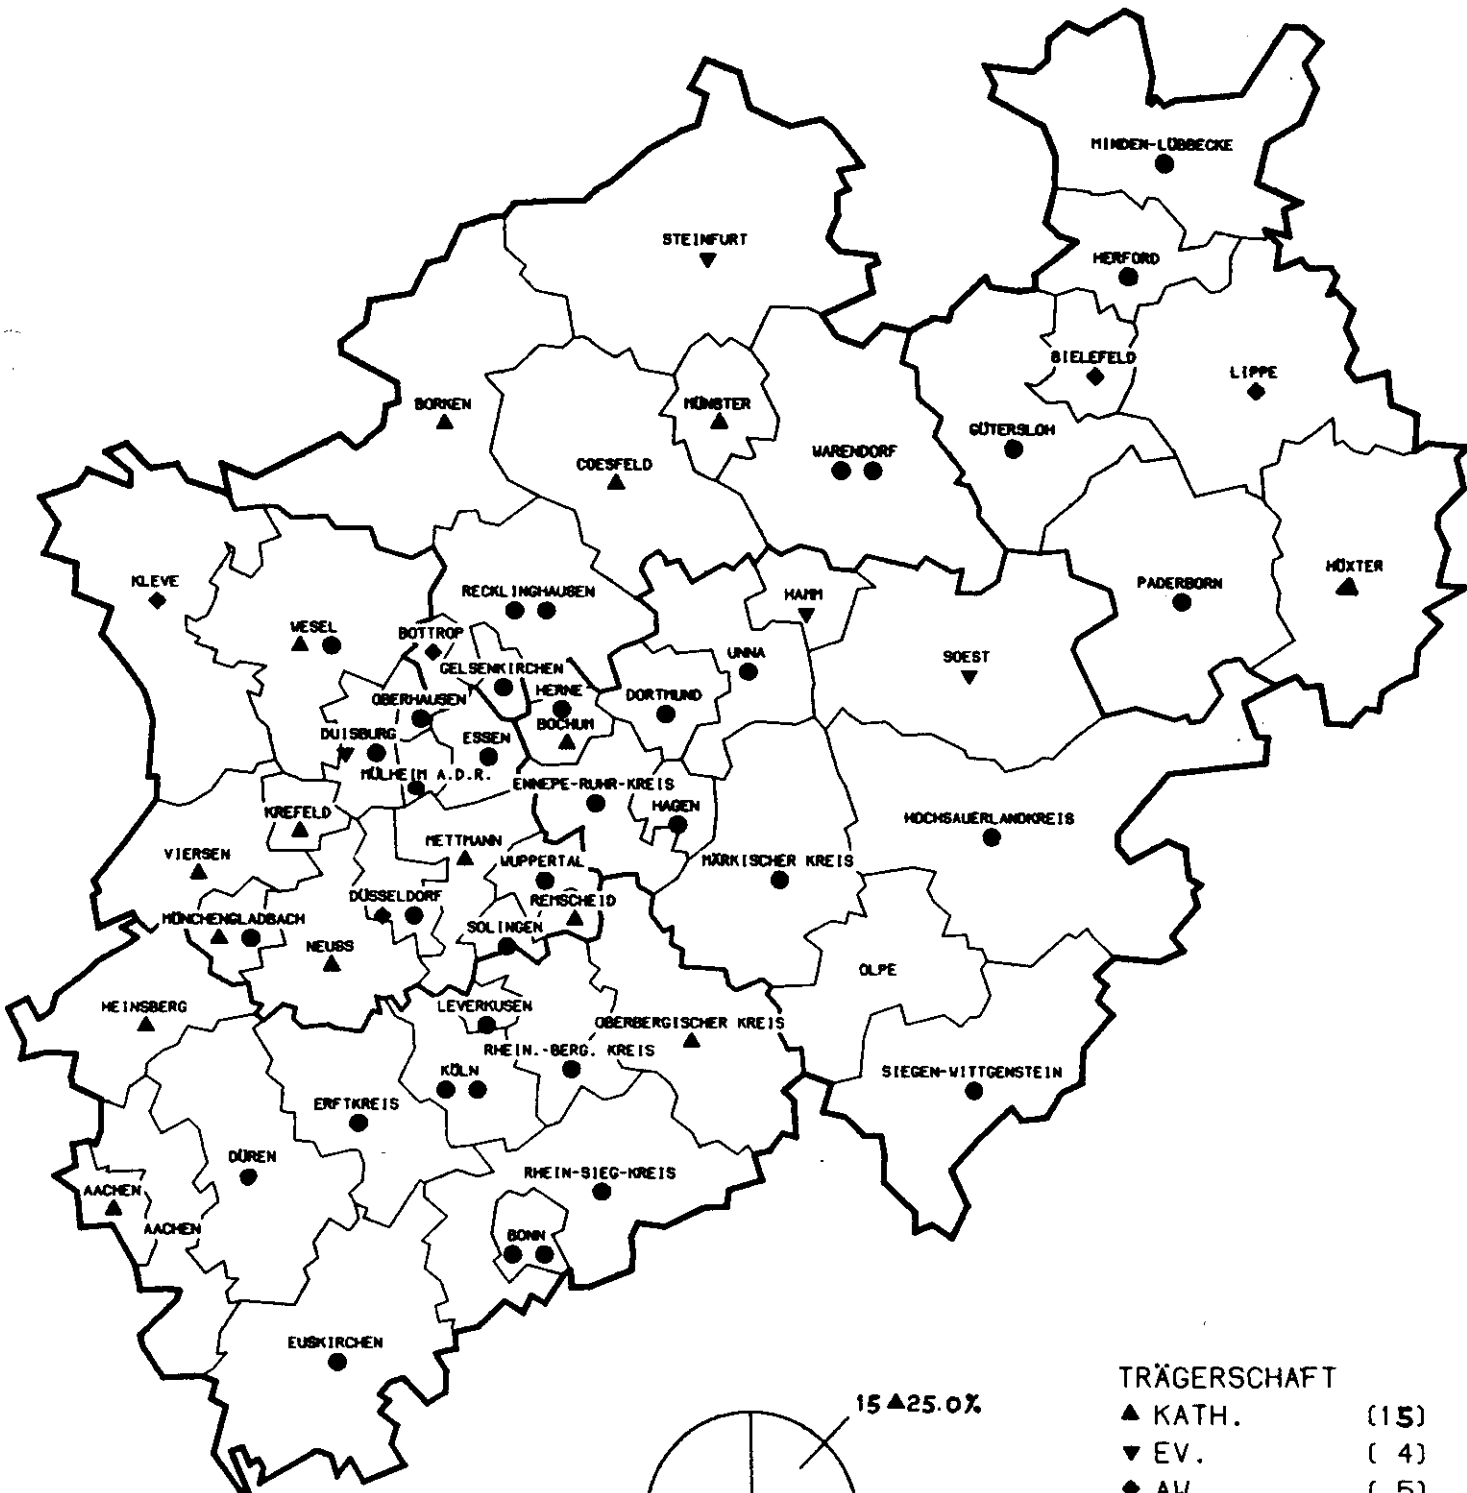 MINDEN-LÜBBECKE
STEINFURT
HERFORD
BIELEFELD
LIPPE
BORKEN
MÜNSTER
GÜTERSLOH
WARENDORF
COESFELD
HÖXTER
PADERBORN
KLEVE
RECKLINGHAUSEN
HAMM
WESEL
BOTTROP
UNNA
SOEST
GELSENKIRCHEN
HERNE
DORTMUND
OBERHAUSEN
BOCHUM
DUISBURG
ESSEN
MÜLHEIM A.D.R.
ENNEPE-RUHR-KREIS
HAGEN
KREFELD
HOCHSAUERLANDKREIS
METTMANN
VIERSEN
WUPPERTAL
MÄRKISCHER KREIS
DÜSSELDORF
REMSCHEID
MÖNCHENGLADBACH
SOLINGEN
NEUSS
OLPE
HEINSBERG
LEVERKUSEN
OBERBERGISCHER KREIS
RHEIN.-BERG. KREIS
KÖLN
SIEGEN-WITTGENSTEIN
ERFTKREIS
DÜREN
RHEIN-SIEG-KREIS
AACHEN
AACHEN
BONN
EUSKIRCHEN
15 ▲ 25.0%
TRÄGERSCHAFT
▲ KATH. (15)
▼ EV. ( 4)
◆ AW ( 5)